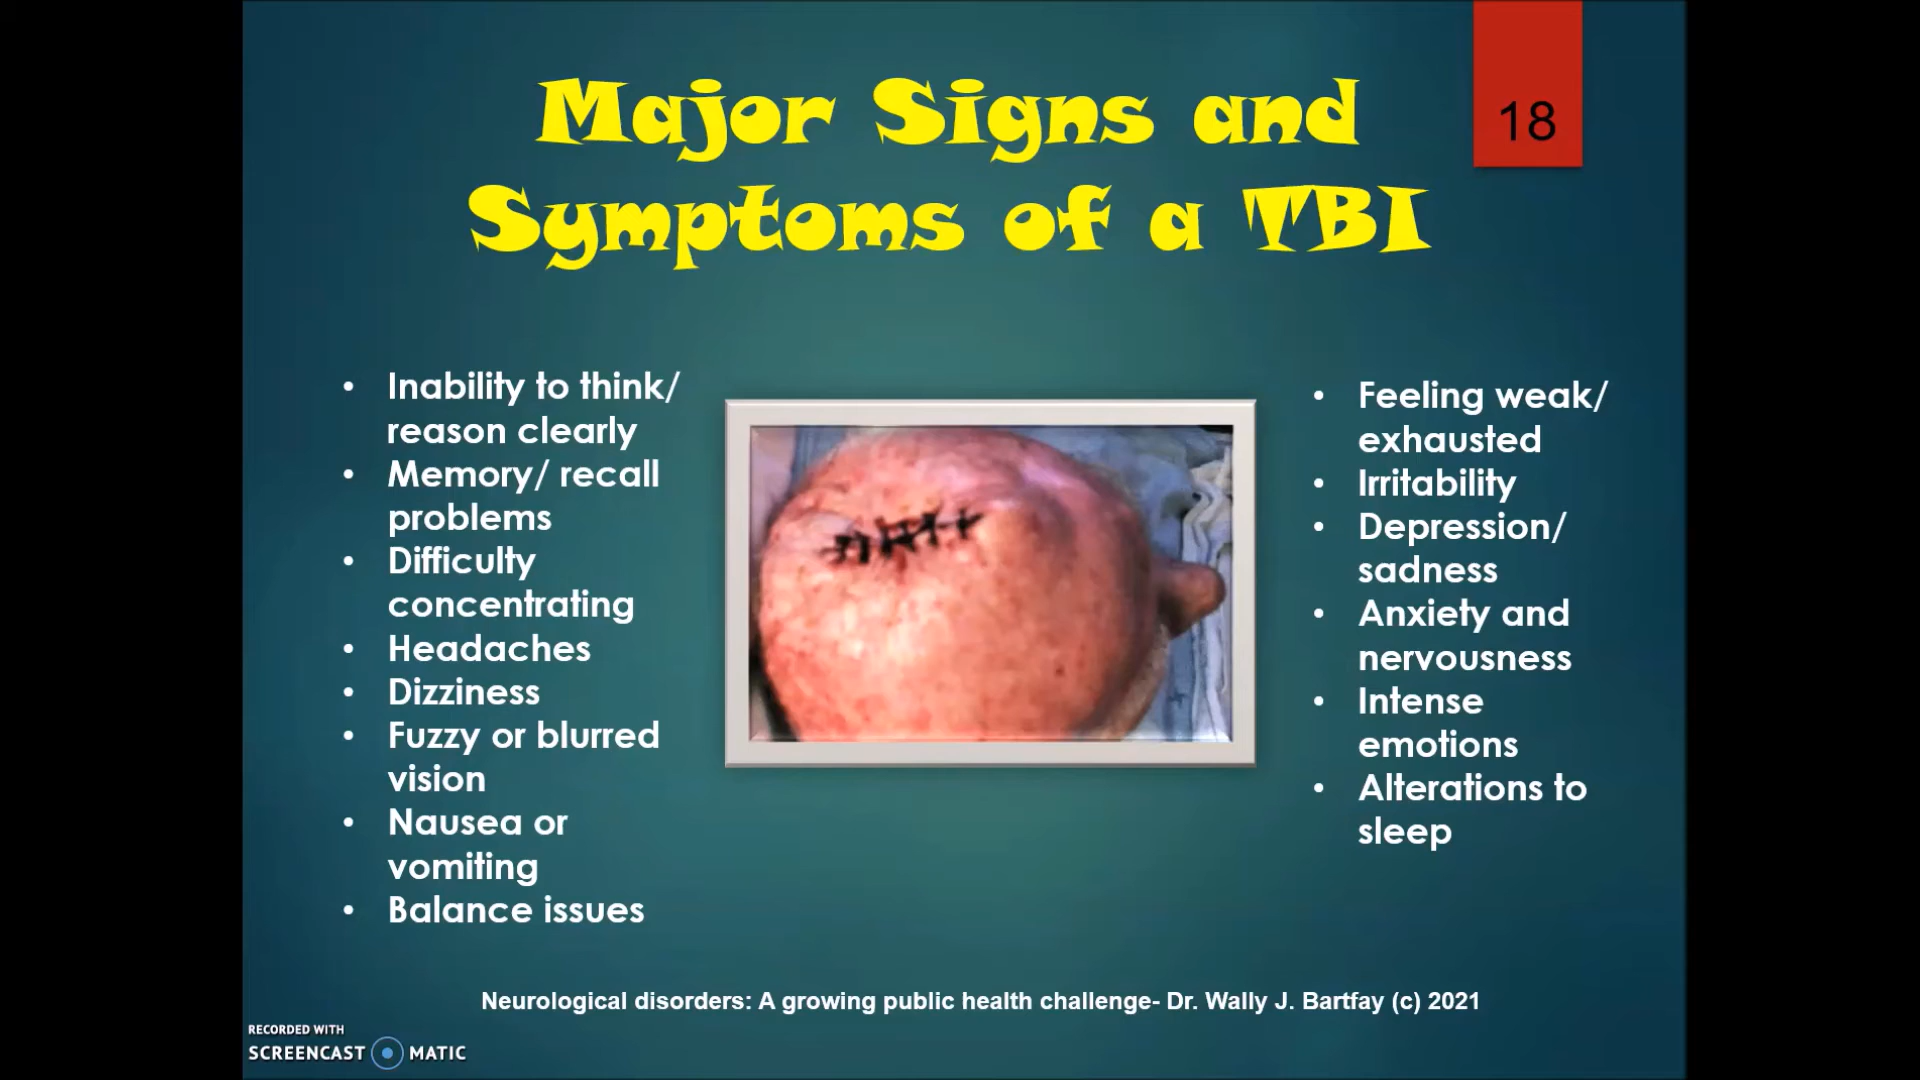 Major Signs and
Symptoms of a TBI
18
• Inability to think/
reason clearly
• Memory/ recall
problems
• Difficulty
concentrating
• Headaches
• Dizziness
• Fuzzy or blurred
vision
• Nausea or
vomiting
• Balance issues
• Feeling weak/
exhausted
• Irritability
• Depression/
sadness
• Anxiety and
nervousness
• Intense
emotions
• Alterations to
sleep
Neurological disorders: A growing public health challenge- Dr. Wally J. Bartfay (c) 2021
RECORDED WITH
SCREENCAST MATIC